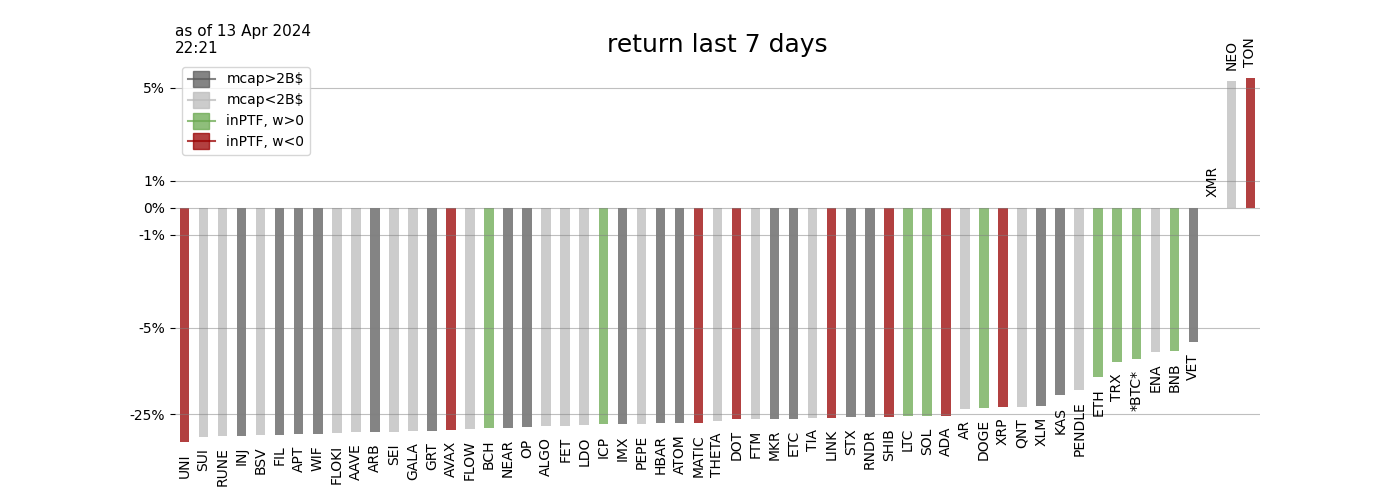 as of 13 Apr 2024
22:21
return last 7 days
mcap>2B$
mcap<2B$
inPTF, w>0
inPTF, w<0
5%
1%
0%
-1%
-5%
-25%
UNI
SUI
RUNE
INJ
BSV
FIL
APT
WIF
FLOKI
AAVE
ARB
SEI
GALA
GRT
AVAX
FLOW
BCH
NEAR
OP
ALGO
FET
LDO
ICP
IMX
PEPE
HBAR
ATOM
MATIC
THETA
DOT
FTM
MKR
ETC
TIA
LINK
STX
RNDR
SHIB
LTC
SOL
ADA
AR
DOGE
XRP
QNT
XLM
KAS
PENDLE
ETH
TRX
*BTC*
ENA
BNB
VET
XMR
NEO
TON